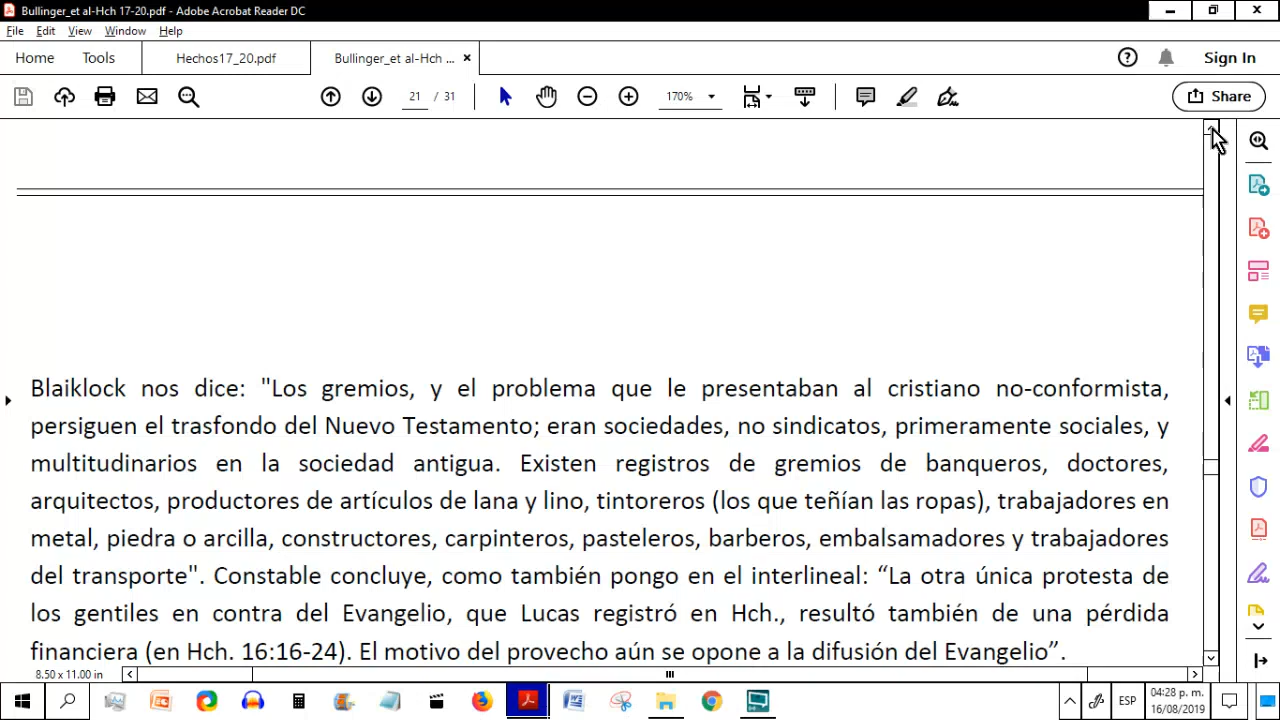 Bullinger_et al-Hch 17-20.pdf - Adobe Acrobat Reader DC
File Edit View Window Help
Home Tools Hechos17_20.pdf Bullinger_et al-Hch ... × Sign In
21 / 31 170% Share
Blaiklock nos dice: "Los gremios, y el problema que le presentaban al cristiano no-conformista,
persiguen el trasfondo del Nuevo Testamento; eran sociedades, no sindicatos, primeramente sociales, y
multitudinarios en la sociedad antigua. Existen registros de gremios de banqueros, doctores,
arquitectos, productores de artículos de lana y lino, tintoreros (los que teñían las ropas), trabajadores en
metal, piedra o arcilla, constructores, carpinteros, pasteleros, barberos, embalsamadores y trabajadores
del transporte". Constable concluye, como también pongo en el interlineal: “La otra única protesta de
los gentiles en contra del Evangelio, que Lucas registró en Hch., resultó también de una pérdida
financiera (en Hch. 16:16-24). El motivo del provecho aún se opone a la difusión del Evangelio”.
8.50 x 11.00 in
ESP 04:28 p. m.
16/08/2019